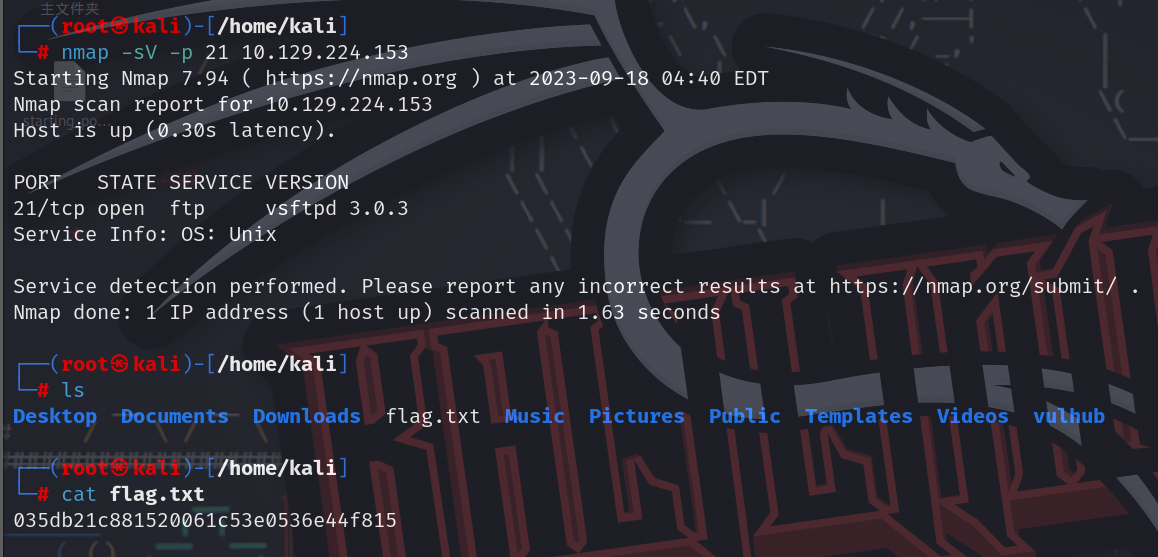 主文件夹
┌──(root㉿kali)-[/home/kali]
└─# nmap -sV -p 21 10.129.224.153
Starting Nmap 7.94 ( https://nmap.org ) at 2023-09-18 04:40 EDT
Nmap scan report for 10.129.224.153
starting_po...
Host is up (0.30s latency).
PORT   STATE SERVICE VERSION
21/tcp open  ftp     vsftpd 3.0.3
Service Info: OS: Unix
Service detection performed. Please report any incorrect results at https://nmap.org/submit/ .
Nmap done: 1 IP address (1 host up) scanned in 1.63 seconds
┌──(root㉿kali)-[/home/kali]
└─# ls
Desktop  Documents  Downloads  flag.txt  Music  Pictures  Public  Templates  Videos  vulhub
┌──(root㉿kali)-[/home/kali]
└─# cat flag.txt
035db21c881520061c53e0536e44f815